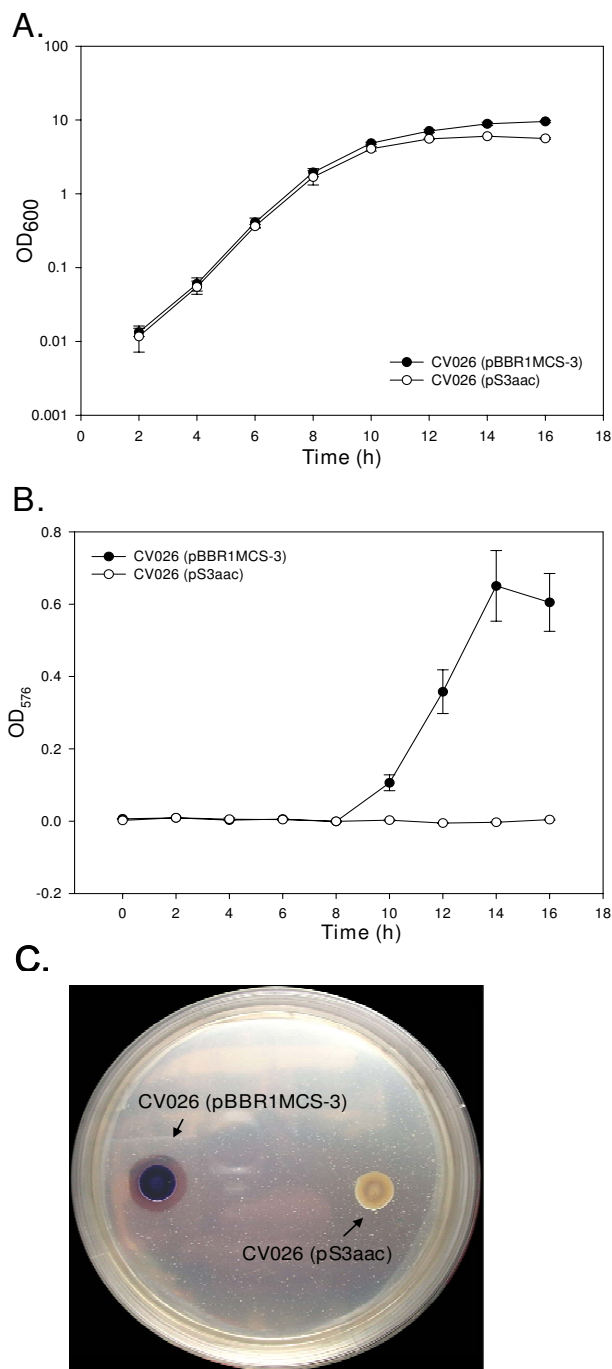 A.
100
10
1
0.1
0.01
0.001
OD600
CV026 (pBBR1MCS-3)
CV026 (pS3aac)
0 2 4 6 8 10 12 14 16 18
Time (h)
B.
0.8
0.6
0.4
0.2
0.0
-0.2
OD576
CV026 (pBBR1MCS-3)
CV026 (pS3aac)
0 2 4 6 8 10 12 14 16 18
Time (h)
C.
CV026 (pBBR1MCS-3)
CV026 (pS3aac)